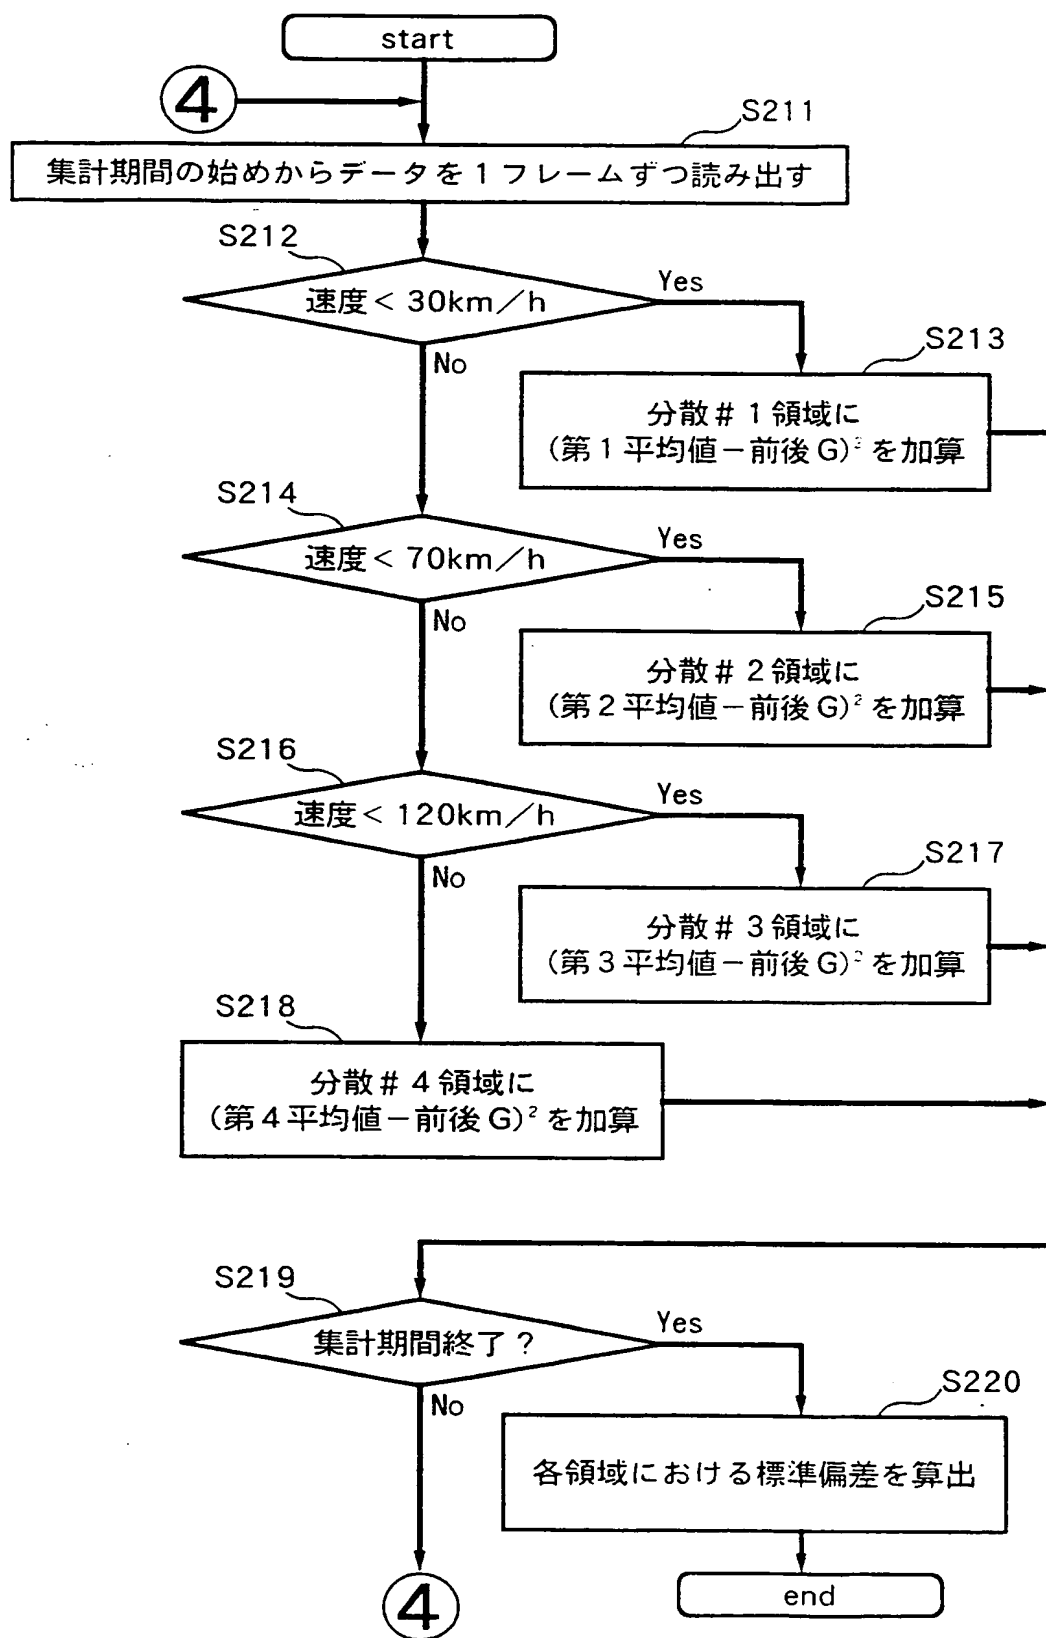 start
④
S211
集計期間の始めからデータを1フレームずつ読み出す
S212
速度＜30km／h
Yes
No
S213
分散＃1領域に
(第1平均値－前後G)²を加算
S214
速度＜70km／h
Yes
No
S215
分散＃2領域に
(第2平均値－前後G)²を加算
S216
速度＜120km／h
Yes
No
S217
分散＃3領域に
(第3平均値－前後G)²を加算
S218
分散＃4領域に
(第4平均値－前後G)²を加算
S219
集計期間終了？
Yes
No
S220
各領域における標準偏差を算出
④
end